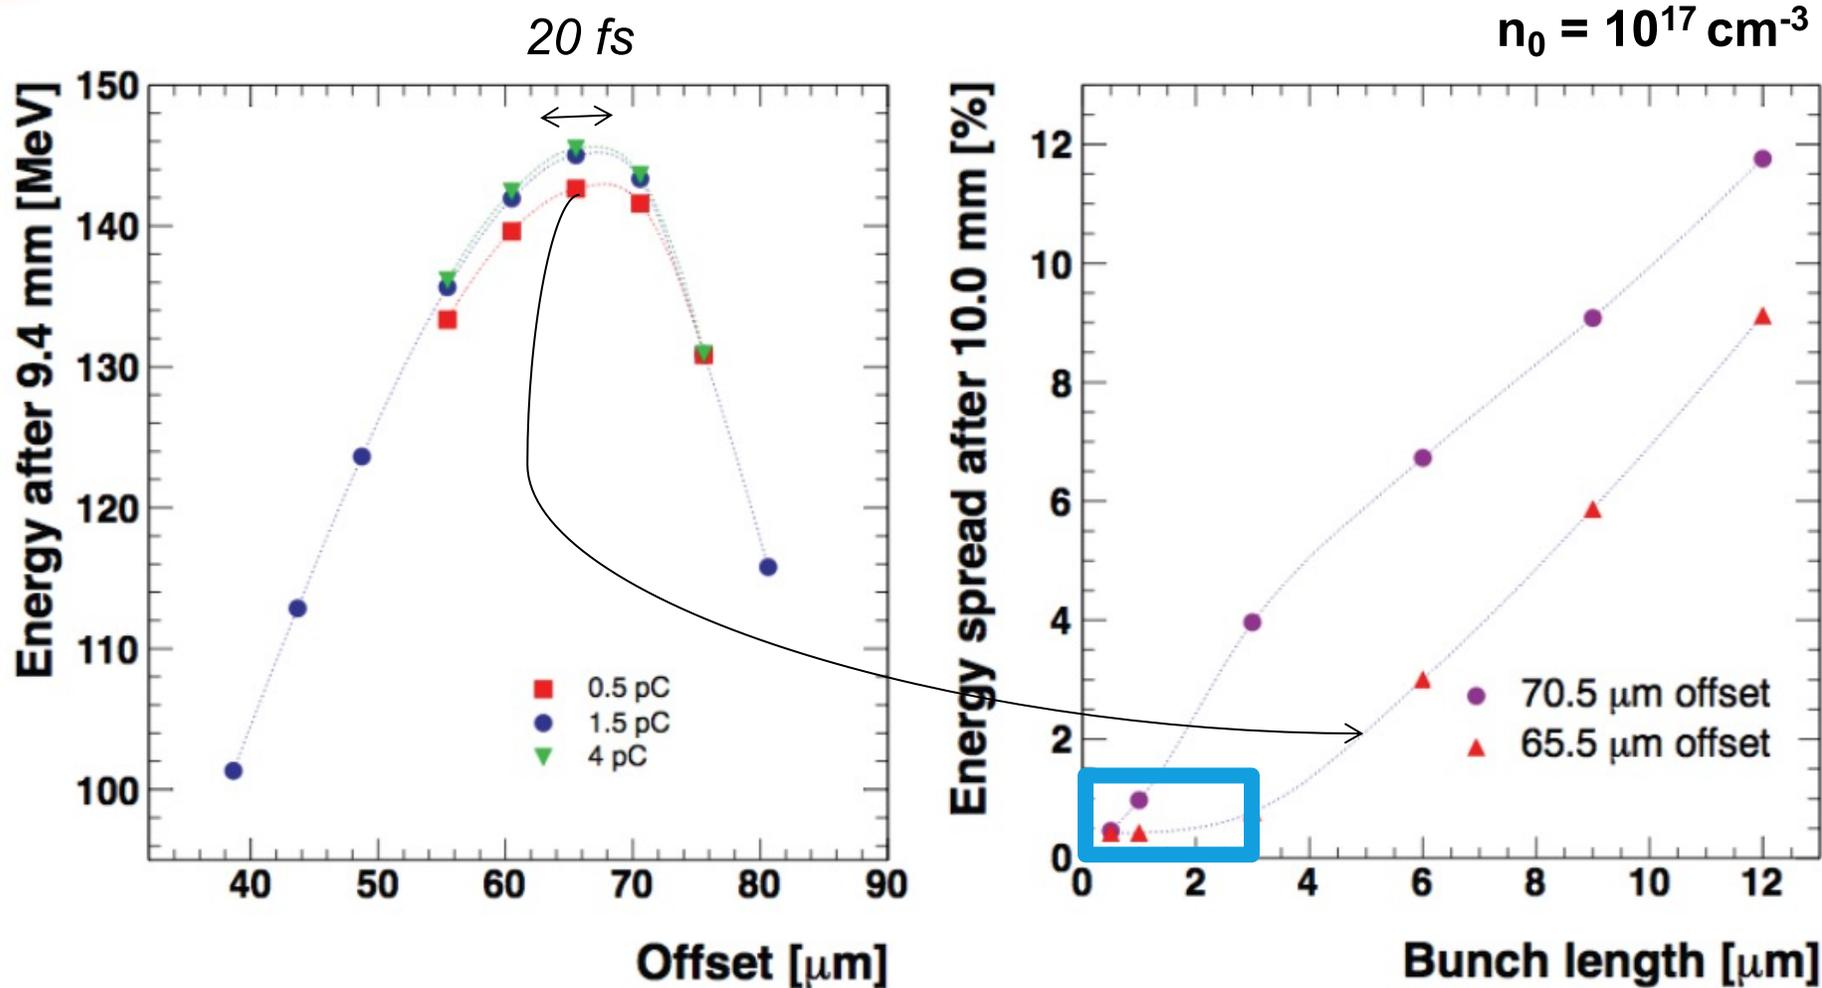 20 fs
n₀ = 10¹⁷ cm⁻³
Energy after 9.4 mm [MeV]
150
140
130
120
110
100
40 50 60 70 80 90
Offset [μm]
0.5 pC
1.5 pC
4 pC
Energy spread after 10.0 mm [%]
12
10
8
6
4
2
0
0 2 4 6 8 10 12
Bunch length [μm]
70.5 μm offset
65.5 μm offset